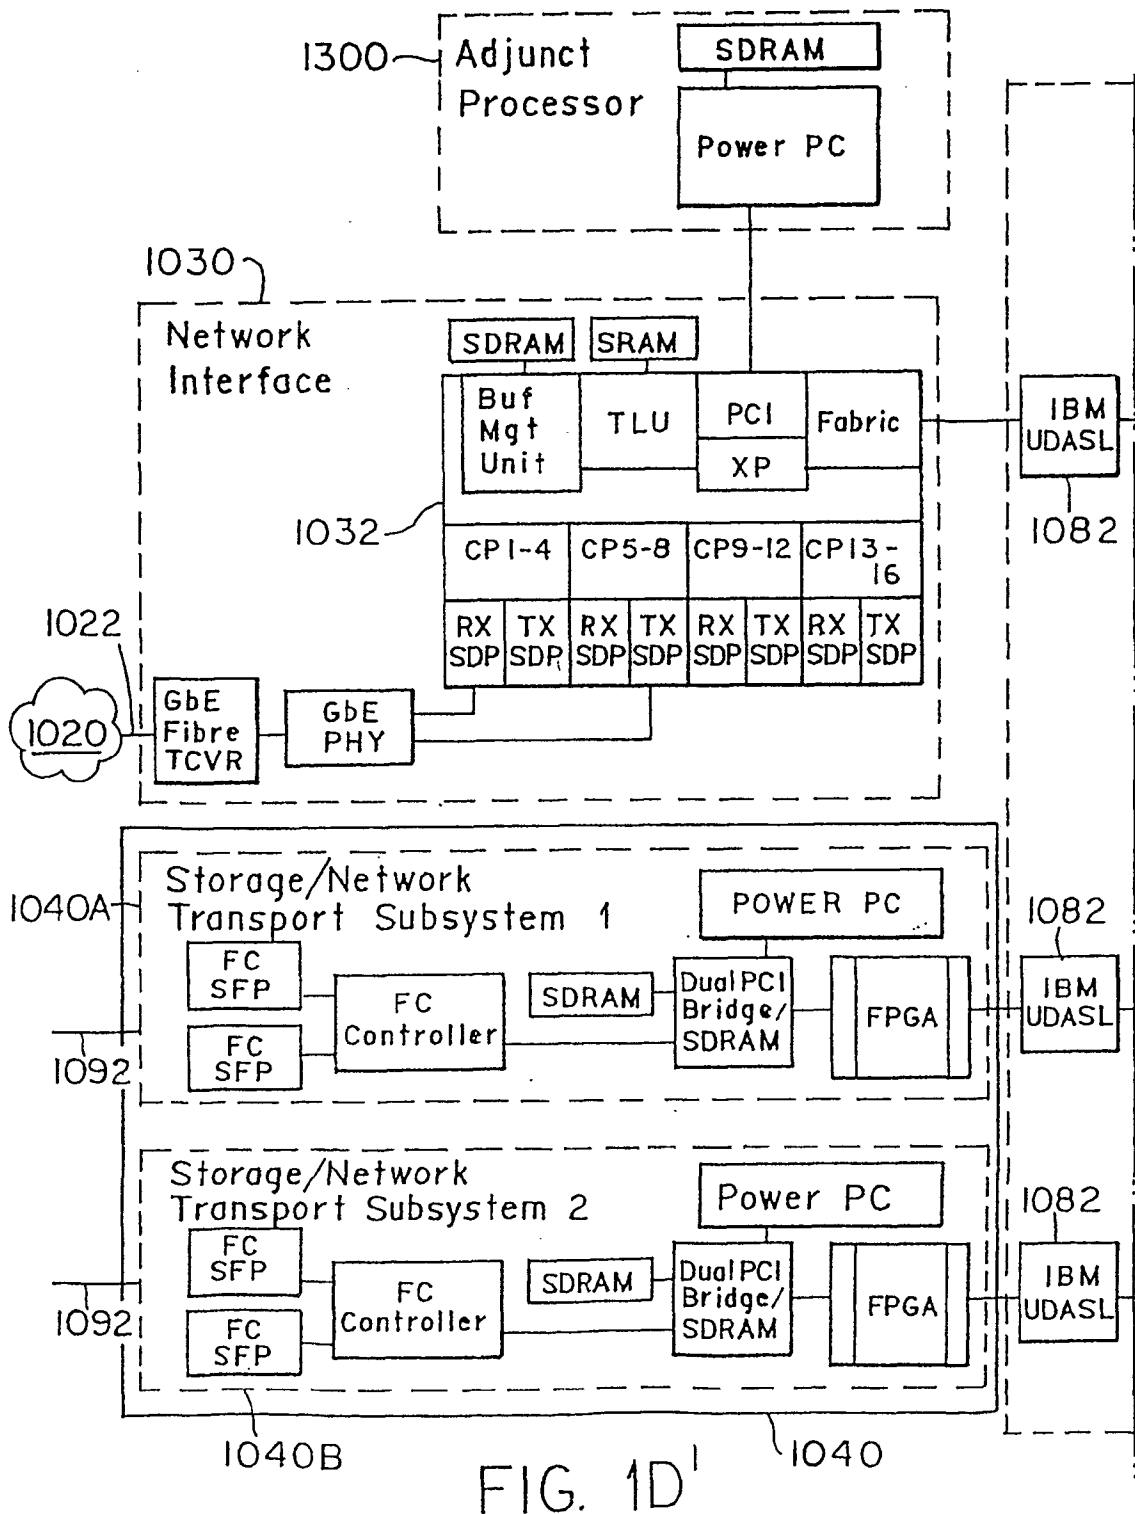 1300
Adjunct
Processor
SDRAM
Power PC
1030
Network
Interface
SDRAM
SRAM
Buf
Mgt
Unit
TLU
PCI
XP
Fabric
IBM
UDASL
1082
1032
CP1-4
CP5-8
CP9-12
CP13-
16
RX
SDP
TX
SDP
RX
SDP
TX
SDP
RX
SDP
TX
SDP
RX
SDP
TX
SDP
1022
1020
GbE
Fibre
TCVR
GbE
PHY
1040A
Storage/Network
Transport Subsystem 1
POWER PC
FC
SFP
FC
SFP
FC
Controller
SDRAM
Dual PCI
Bridge/
SDRAM
FPGA
1082
IBM
UDASL
1092
Storage/Network
Transport Subsystem 2
Power PC
FC
SFP
FC
SFP
FC
Controller
SDRAM
Dual PCI
Bridge/
SDRAM
FPGA
1082
IBM
UDASL
1092
1040B
1040
FIG. 1D'